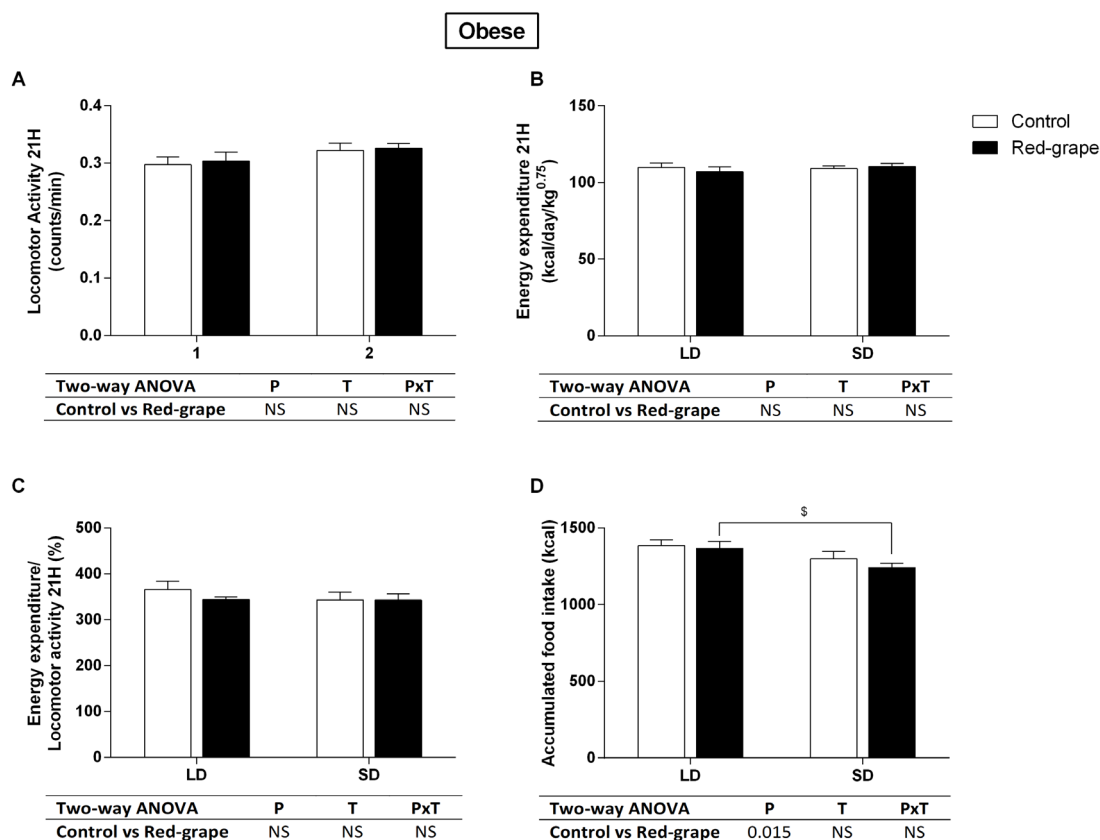 Obese
A
Locomotor Activity 21H
(counts/min)
0.4
0.3
0.2
0.1
0.0
1
2
Two-way ANOVA P T PxT
Control vs Red-grape NS NS NS
B
Energy expenditure 21H
(kcal/day/kg^0.75)
150
100
50
0
LD
SD
Control
Red-grape
Two-way ANOVA P T PxT
Control vs Red-grape NS NS NS
C
Energy expenditure/
Locomotor activity 21H (%)
500
400
300
200
100
0
LD
SD
Two-way ANOVA P T PxT
Control vs Red-grape NS NS NS
D
Accumulated food intake (kcal)
1500
1000
500
0
$
LD
SD
Two-way ANOVA P T PxT
Control vs Red-grape 0.015 NS NS